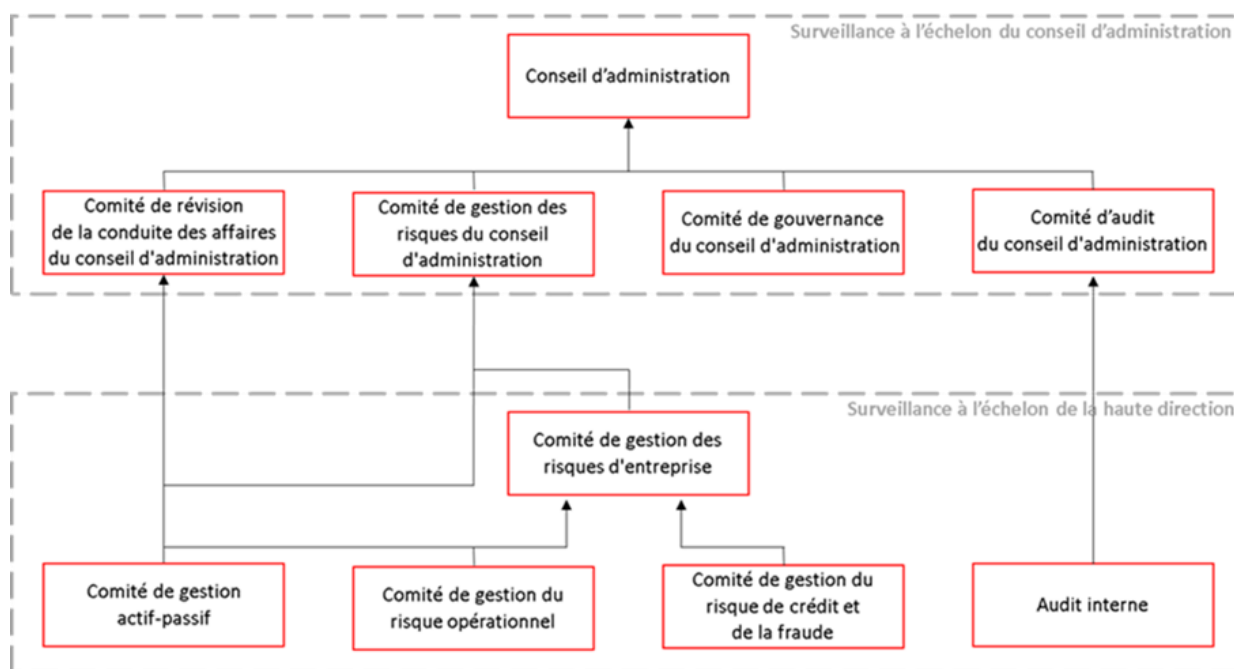 Surveillance à l’échelon du conseil d’administration
Conseil d’administration
Comité de révision
de la conduite des affaires
du conseil d'administration
Comité de gestion des
risques du conseil
d'administration
Comité de gouvernance
du conseil d'administration
Comité d’audit
du conseil d'administration
Surveillance à l’échelon de la haute direction
Comité de gestion des
risques d'entreprise
Comité de gestion
actif-passif
Comité de gestion du
risque opérationnel
Comité de gestion du
risque de crédit et
de la fraude
Audit interne